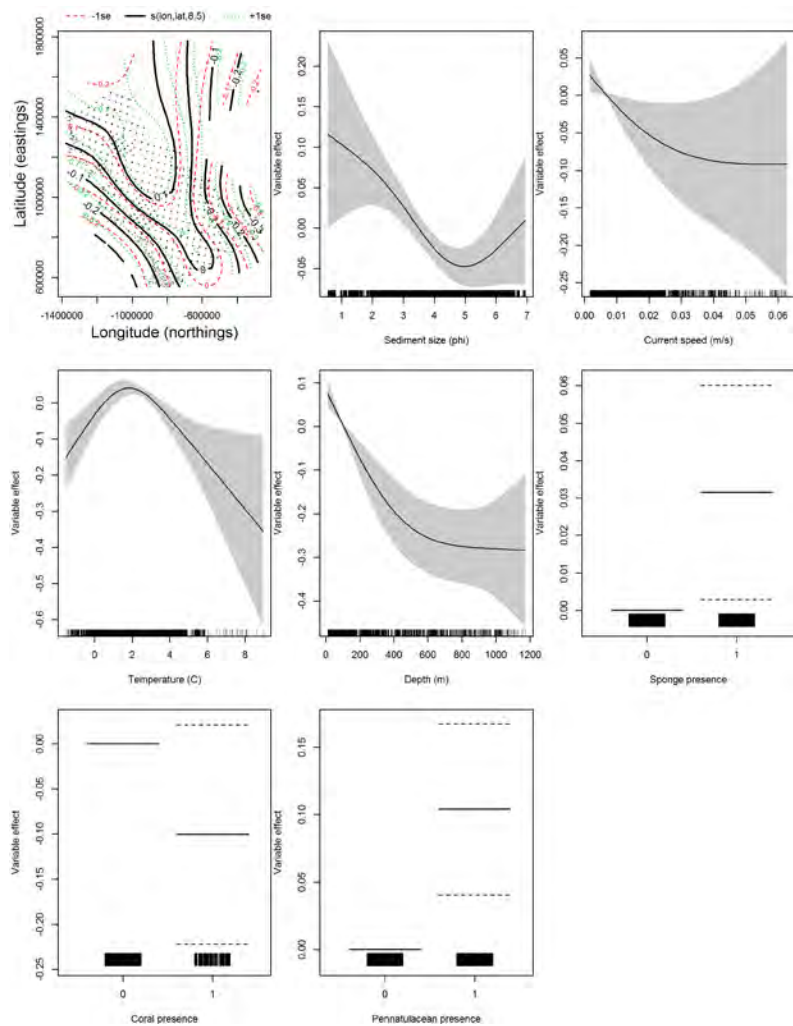 -1se s(lon,lat,8.5) +1se
Latitude (eastings)
600000 1000000 1400000 1800000
-1400000 -1000000 -600000
Longitude (northings)
Variable effect
-0.05 0.00 0.05 0.10 0.15 0.20
1 2 3 4 5 6 7
Sediment size (phi)
Variable effect
-0.25 -0.20 -0.15 -0.10 -0.05 0.00 0.05
0.00 0.01 0.02 0.03 0.04 0.05 0.06
Current speed (m/s)
Variable effect
-0.6 -0.5 -0.4 -0.3 -0.2 -0.1 0.0
0 2 4 6 8
Temperature (C)
Variable effect
-0.4 -0.3 -0.2 -0.1 0.0 0.1
0 200 400 600 800 1000 1200
Depth (m)
Variable effect
0.00 0.01 0.02 0.03 0.04 0.05 0.06
0 1
Sponge presence
Variable effect
-0.25 -0.20 -0.15 -0.10 -0.05 0.00
0 1
Coral presence
Variable effect
0.00 0.05 0.10 0.15
0 1
Pennatulacean presence